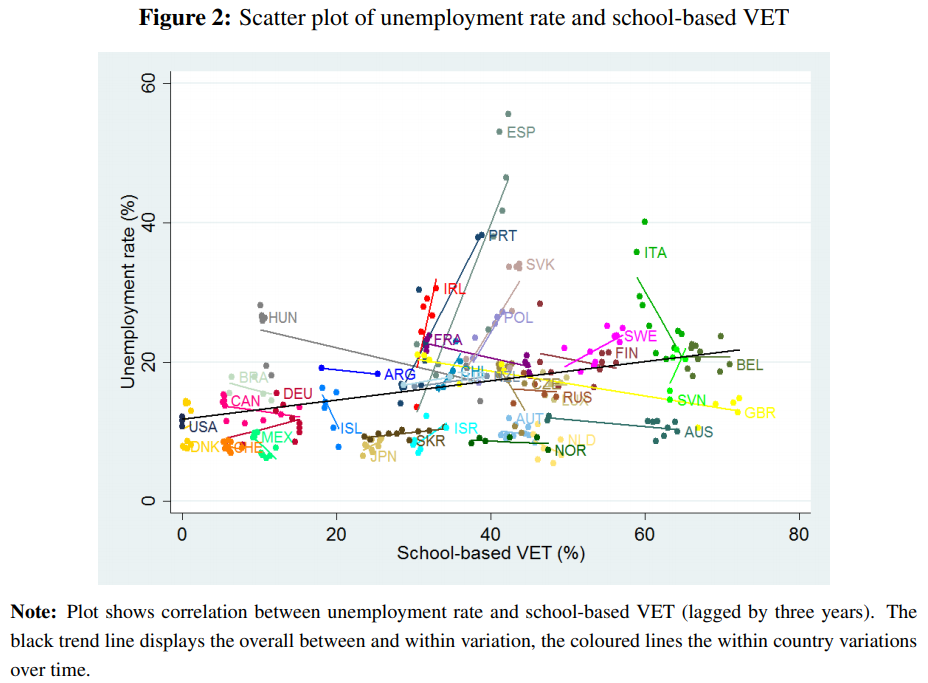 Figure 2: Scatter plot of unemployment rate and school-based VET
60
40
20
0
Unemployment rate (%)
ESP
PRT
SVK
ITA
IRL
HUN
POL
FRA
SWE
FIN
BEL
ARG
CHL
BRA
DEU
CZE
RUS
CAN
SVN
GBR
USA
ISL
ISR
AUT
AUS
MEX
SKR
NLD
DNK
CHE
JPN
NOR
0 20 40 60 80
School-based VET (%)
Note: Plot shows correlation between unemployment rate and school-based VET (lagged by three years). The
black trend line displays the overall between and within variation, the coloured lines the within country variations
over time.